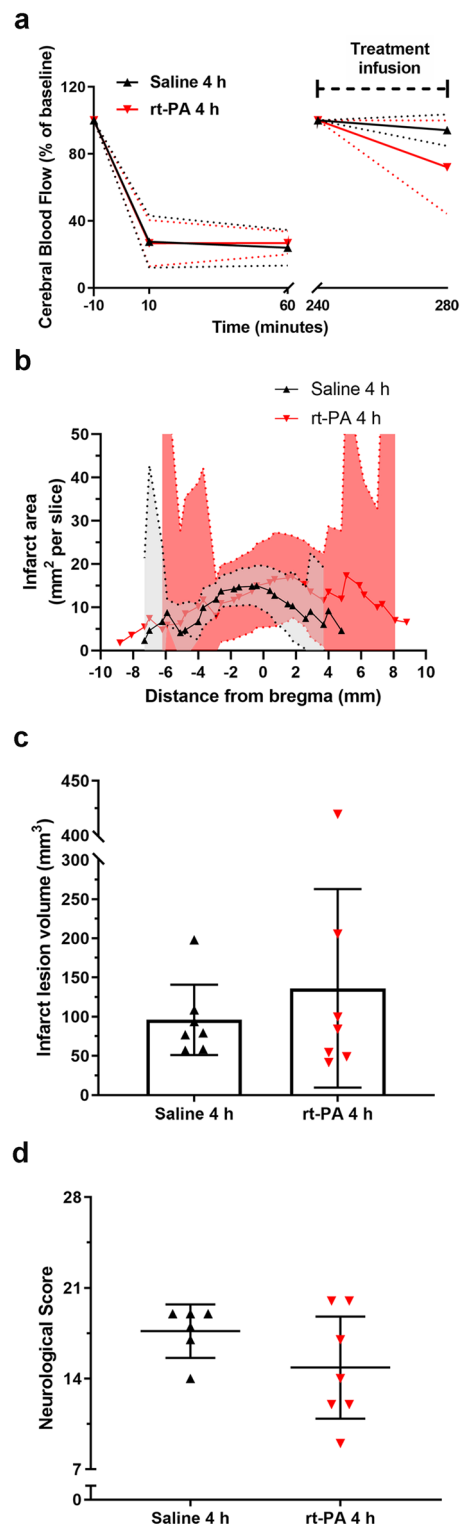 a
Treatment
infusion
Saline 4 h
rt-PA 4 h
Cerebral Blood Flow (% of baseline)
120
80
40
0
-10
10
60
240
280
Time (minutes)
b
Saline 4 h
rt-PA 4 h
Infarct area
(mm² per slice)
50
40
30
20
10
0
-10
-8
-6
-4
-2
0
2
4
6
8
10
Distance from bregma (mm)
c
Infarct lesion volume (mm³)
450
400
300
250
200
150
100
50
0
Saline 4 h
rt-PA 4 h
d
Neurological Score
28
21
14
7
0
Saline 4 h
rt-PA 4 h